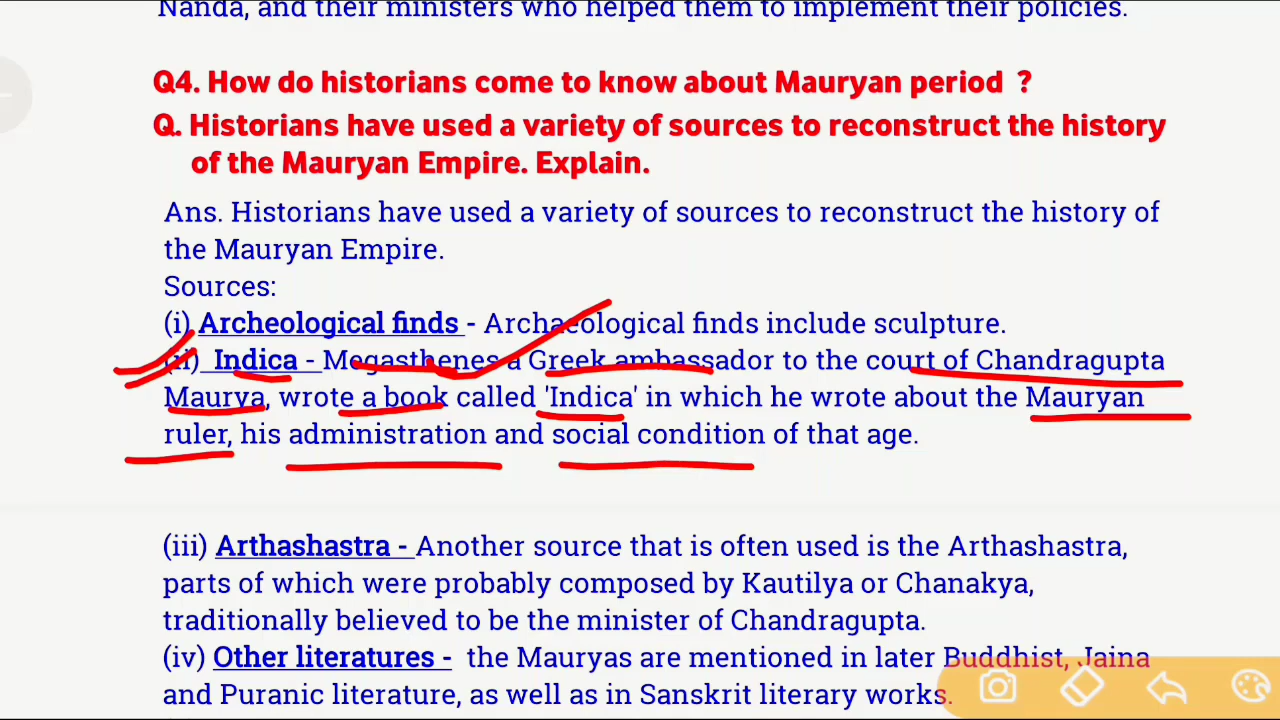 Nanda, and their ministers who helped them to implement their policies.
Q4. How do historians come to know about Mauryan period ?
Q. Historians have used a variety of sources to reconstruct the history
of the Mauryan Empire. Explain.
Ans. Historians have used a variety of sources to reconstruct the history of
the Mauryan Empire.
Sources:
(i) Archeological finds - Archaeological finds include sculpture.
(ii) Indica - Megasthenes a Greek ambassador to the court of Chandragupta
Maurya, wrote a book called 'Indica' in which he wrote about the Mauryan
ruler, his administration and social condition of that age.
(iii) Arthashastra - Another source that is often used is the Arthashastra,
parts of which were probably composed by Kautilya or Chanakya,
traditionally believed to be the minister of Chandragupta.
(iv) Other literatures - the Mauryas are mentioned in later Buddhist, Jaina
and Puranic literature, as well as in Sanskrit literary works.